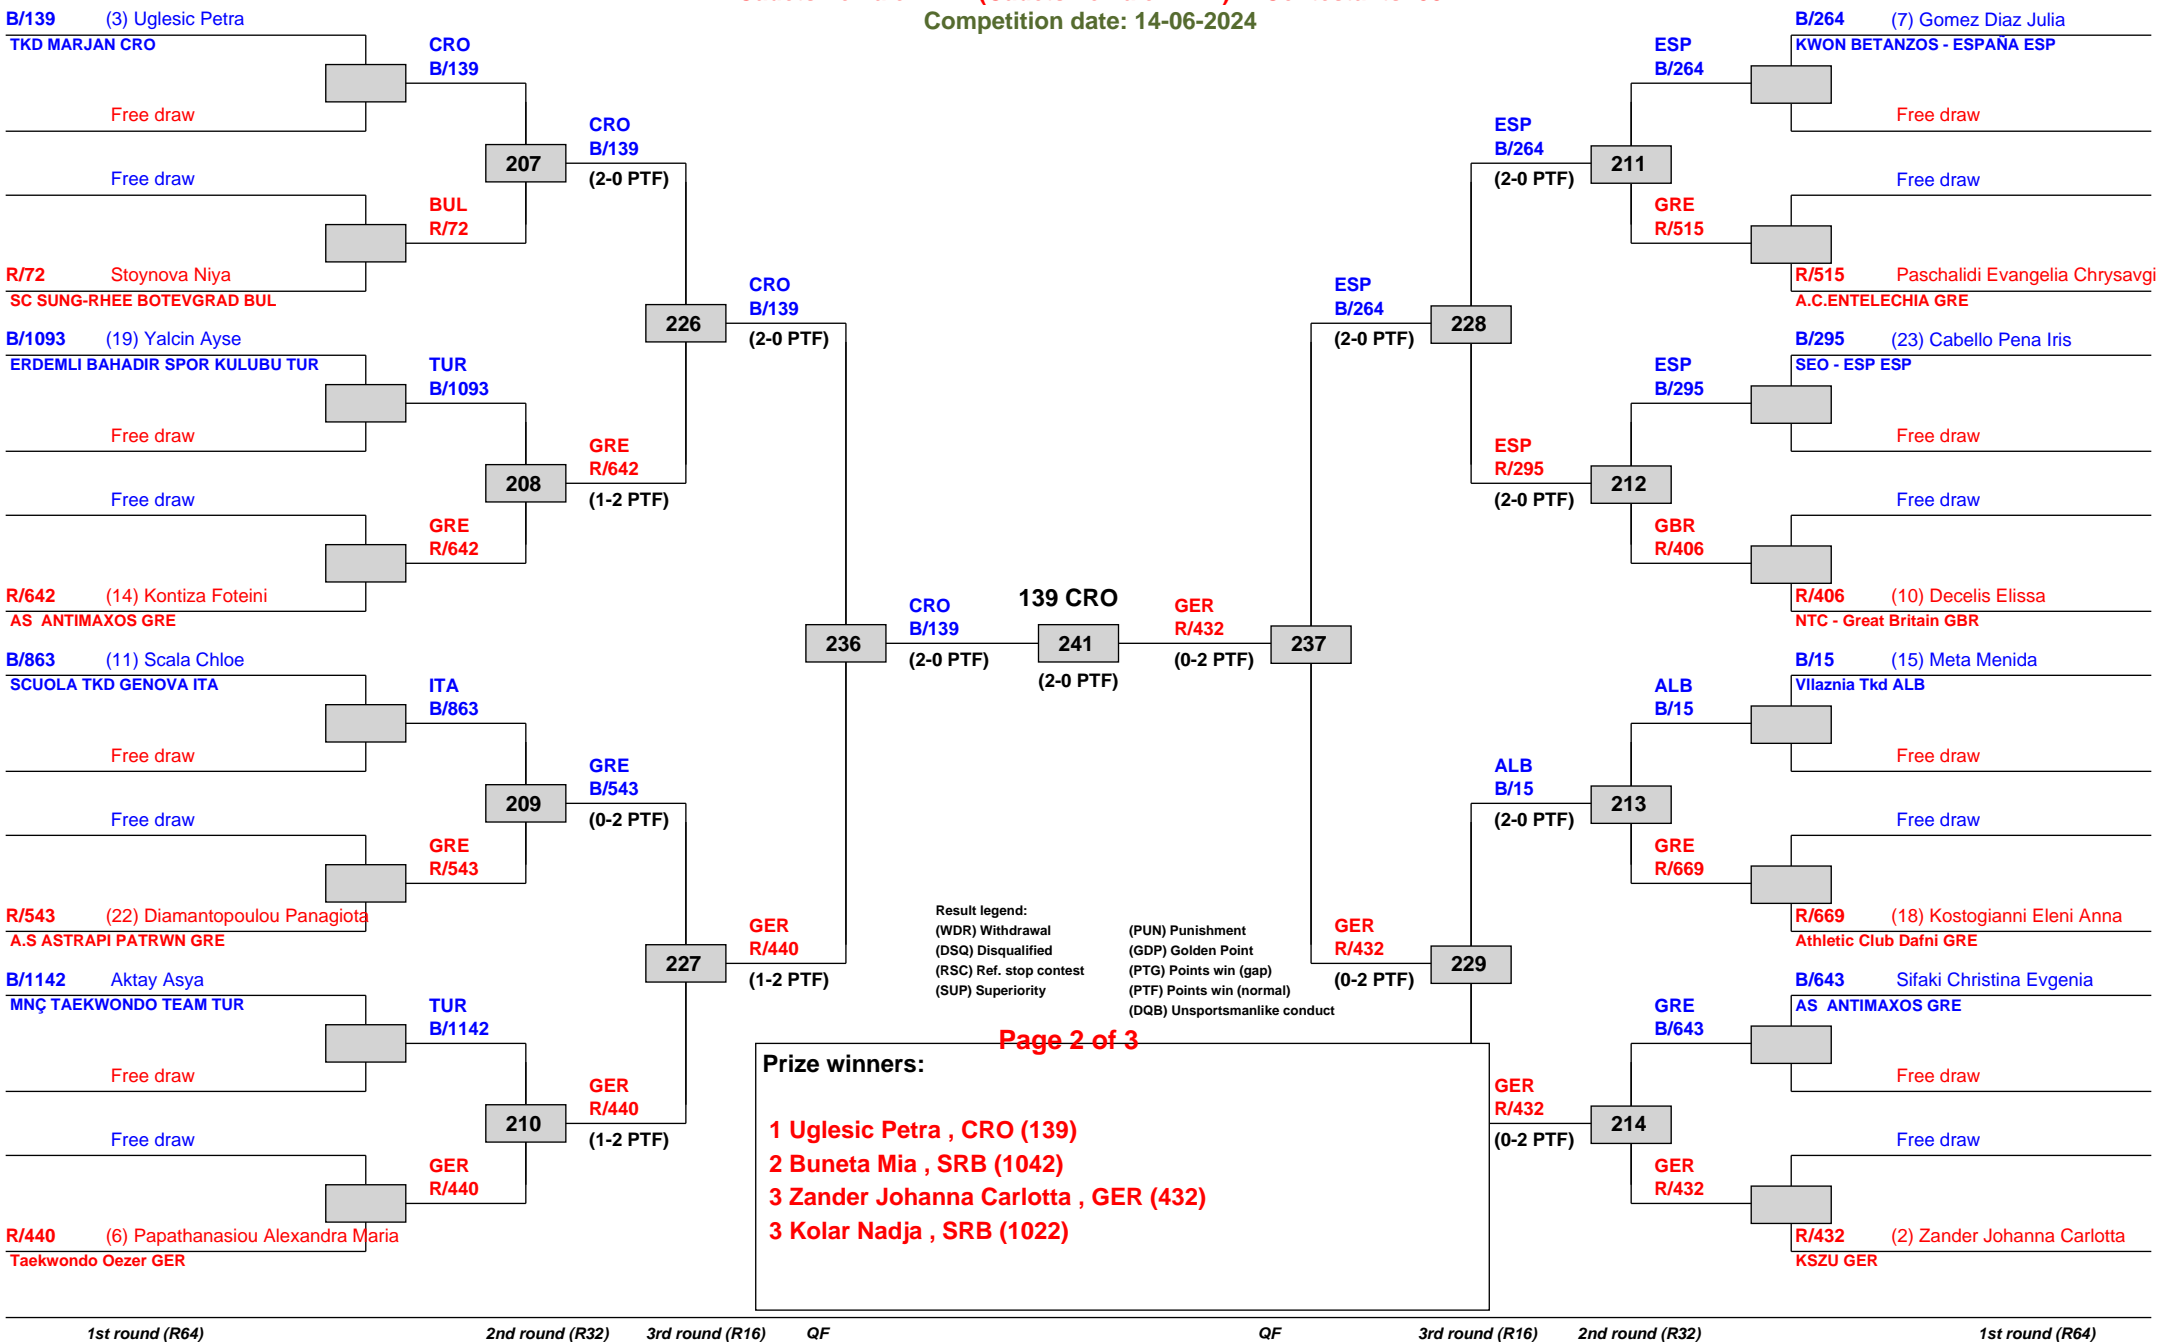 Competition date: 14-06-2024
B/139 (3) Uglesic Petra
TKD MARJAN CRO
Free draw
Free draw
R/72 Stoynova Niya
SC SUNG-RHEE BOTEVGRAD BUL
B/1093 (19) Yalcin Ayse
ERDEMLI BAHADIR SPOR KULUBU TUR
Free draw
Free draw
R/642 (14) Kontiza Foteini
AS ANTIMAXOS GRE
B/863 (11) Scala Chloe
SCUOLA TKD GENOVA ITA
Free draw
Free draw
R/543 (22) Diamantopoulou Panagiota
A.S ASTRAPI PATRWN GRE
B/1142 Aktay Asya
MNÇ TAEKWONDO TEAM TUR
Free draw
Free draw
R/440 (6) Papathanasiou Alexandra Maria
Taekwondo Oezer GER
CRO
B/139
207
BUL
R/72
TUR
B/1093
208
GRE
R/642
ITA
B/863
209
GRE
R/543
TUR
B/1142
210
GER
R/440
CRO
B/139
(2-0 PTF)
226
GRE
R/642
(1-2 PTF)
GRE
B/543
(0-2 PTF)
227
GER
R/440
(1-2 PTF)
CRO
B/139
(2-0 PTF)
236
GER
R/440
(1-2 PTF)
CRO
B/139
(2-0 PTF)
139 CRO
241
(2-0 PTF)
GER
R/432
(0-2 PTF)
237
ESP
B/264
(2-0 PTF)
228
GER
R/432
(0-2 PTF)
229
ESP
B/264
(2-0 PTF)
211
ESP
R/295
(2-0 PTF)
212
ALB
B/15
(2-0 PTF)
213
GER
R/432
(0-2 PTF)
214
ESP
B/264
GRE
R/515
ESP
B/295
GBR
R/406
ALB
B/15
GRE
R/669
GRE
B/643
GER
R/432
B/264 (7) Gomez Diaz Julia
KWON BETANZOS - ESPAÑA ESP
Free draw
Free draw
R/515 Paschalidi Evangelia Chrysavgi
A.C.ENTELECHIA GRE
B/295 (23) Cabello Pena Iris
SEO - ESP ESP
Free draw
Free draw
R/406 (10) Decelis Elissa
NTC - Great Britain GBR
B/15 (15) Meta Menida
Vllaznia Tkd ALB
Free draw
Free draw
R/669 (18) Kostogianni Eleni Anna
Athletic Club Dafni GRE
B/643 Sifaki Christina Evgenia
AS ANTIMAXOS GRE
Free draw
Free draw
R/432 (2) Zander Johanna Carlotta
KSZU GER
Result legend:
(WDR) Withdrawal (PUN) Punishment
(DSQ) Disqualified (GDP) Golden Point
(RSC) Ref. stop contest (PTG) Points win (gap)
(SUP) Superiority (PTF) Points win (normal)
(DQB) Unsportsmanlike conduct
Page 2 of 3
Prize winners:
1 Uglesic Petra , CRO (139)
2 Buneta Mia , SRB (1042)
3 Zander Johanna Carlotta , GER (432)
3 Kolar Nadja , SRB (1022)
1st round (R64) 2nd round (R32) 3rd round (R16) QF QF 3rd round (R16) 2nd round (R32) 1st round (R64)